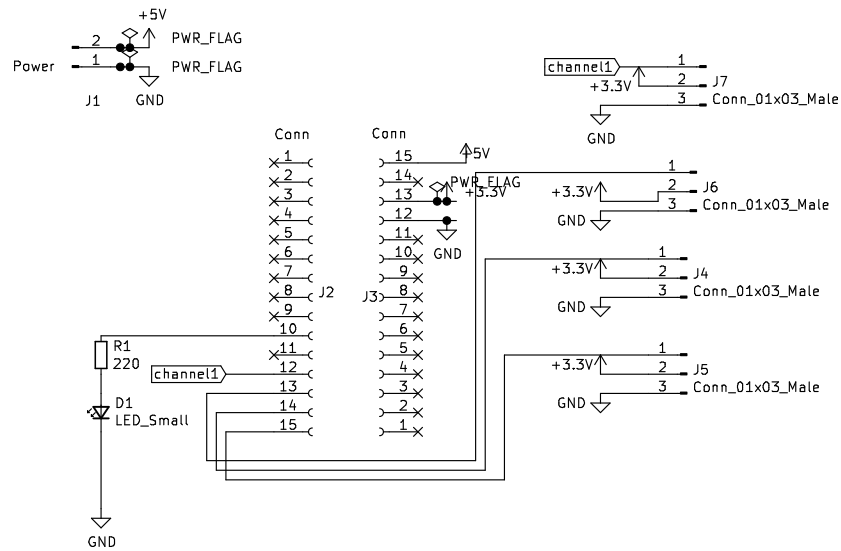 +5V
2 PWR_FLAG
1 PWR_FLAG
Power
J1 GND
channel1 1
+3.3V 2 J7
3 Conn_01x03_Male
GND
Conn Conn
1 15 +5V
2 14 PWR_FLAG
3 13 +3.3V
4 12
5 11 GND
6 10
7 9
8 J2 J3 8
9 7
10 6
11 5
12 4
13 3
14 2
15 1
1
+3.3V 2 J6
GND 3 Conn_01x03_Male
1
+3.3V 2 J4
GND 3 Conn_01x03_Male
1
+3.3V 2 J5
GND 3 Conn_01x03_Male
R1
220
channel1
D1
LED_Small
GND